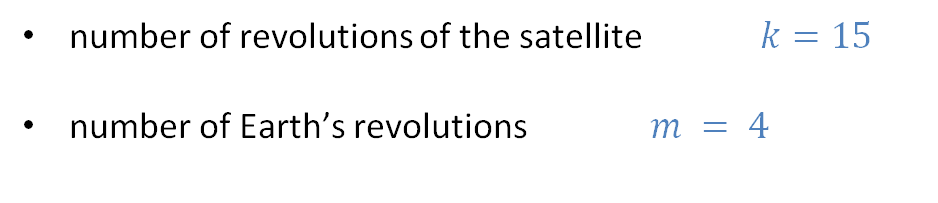 • number of revolutions of the satellite k = 15
• number of Earth’s revolutions m = 4